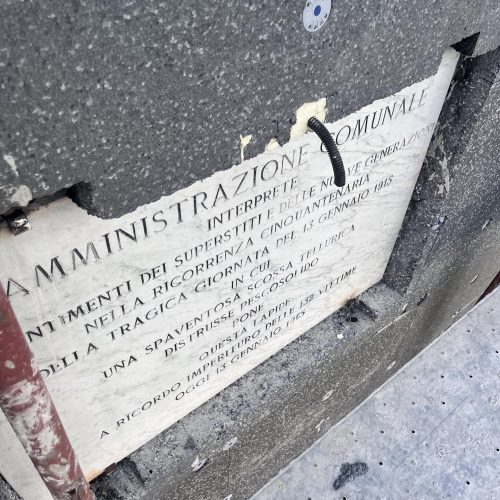 AMMINISTRAZIONE COMUNALE
INTERPRETE
SENTIMENTI DEI SUPERSTITI E DELLE NUOVE GENERAZIONI
NELLA RICORRENZA CINQUANTENARIA
DELLA TRAGICA GIORNATA DEL 13 GENNAIO 1915
IN CUI
UNA SPAVENTOSA SCOSSA TELLURICA
DISTRUSSE PESCOSOLIDO
PONE
QUESTA LAPIDE
A RICORDO IMPERITURO DELLE 132 VITTIME
OGGI 13 GENNAIO 1965